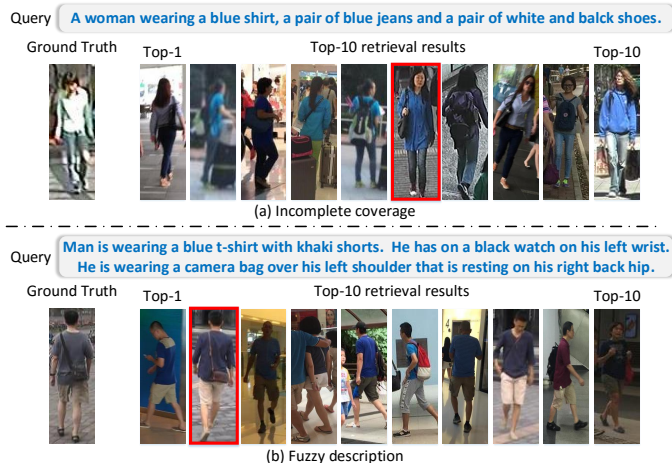 Query A woman wearing a blue shirt, a pair of blue jeans and a pair of white and balck shoes.
Ground Truth Top-1 Top-10 retrieval results Top-10
(a) Incomplete coverage
Query Man is wearing a blue t-shirt with khaki shorts. He has on a black watch on his left wrist.
He is wearing a camera bag over his left shoulder that is resting on his right back hip.
Ground Truth Top-1 Top-10 retrieval results Top-10
(b) Fuzzy description